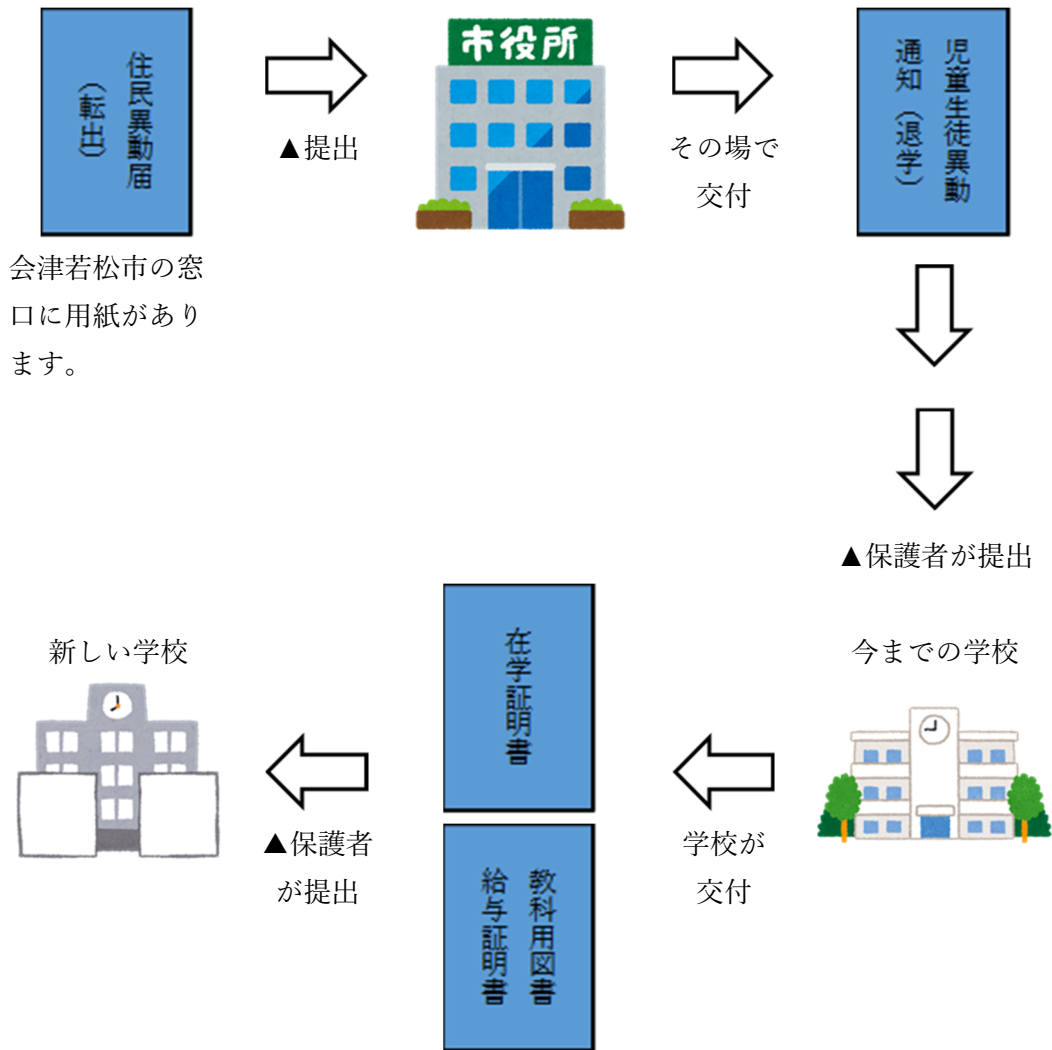 住民異動届
（転出）
▲提出
市役所
その場で
交付
児童生徒異動
通知（退学）
会津若松市の窓
口に用紙があり
ます。
▲保護者が提出
今までの学校
学校が
交付
在学証明書
教科用図書
給与証明書
▲保護者
が提出
新しい学校